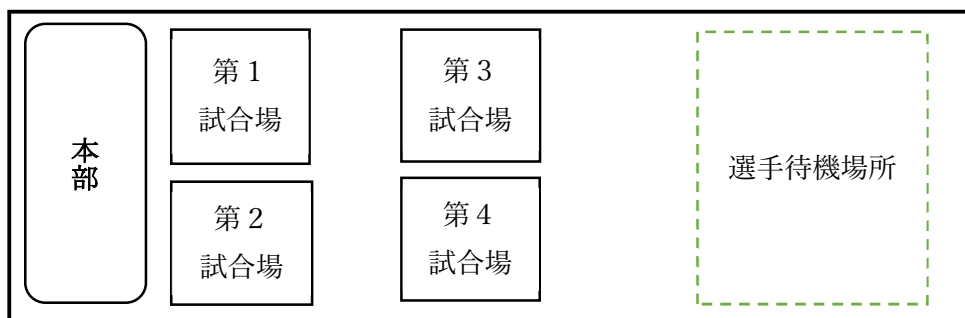 本部
第１
試合場
第２
試合場
第３
試合場
第４
試合場
選手待機場所